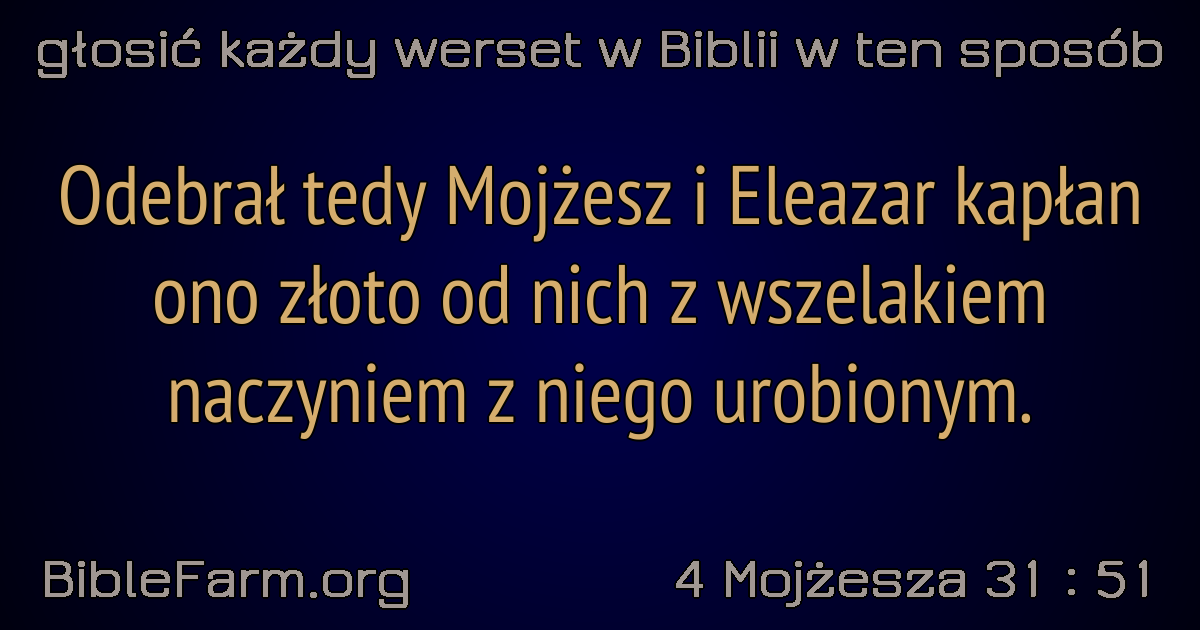 głosić każdy werset w Biblii w ten sposób
Odebrał tedy Mojżesz i Eleazar kapłan
ono złoto od nich z wszelakiem
naczyniem z niego urobionym.
BibleFarm.org
4 Mojżesza 31 : 51